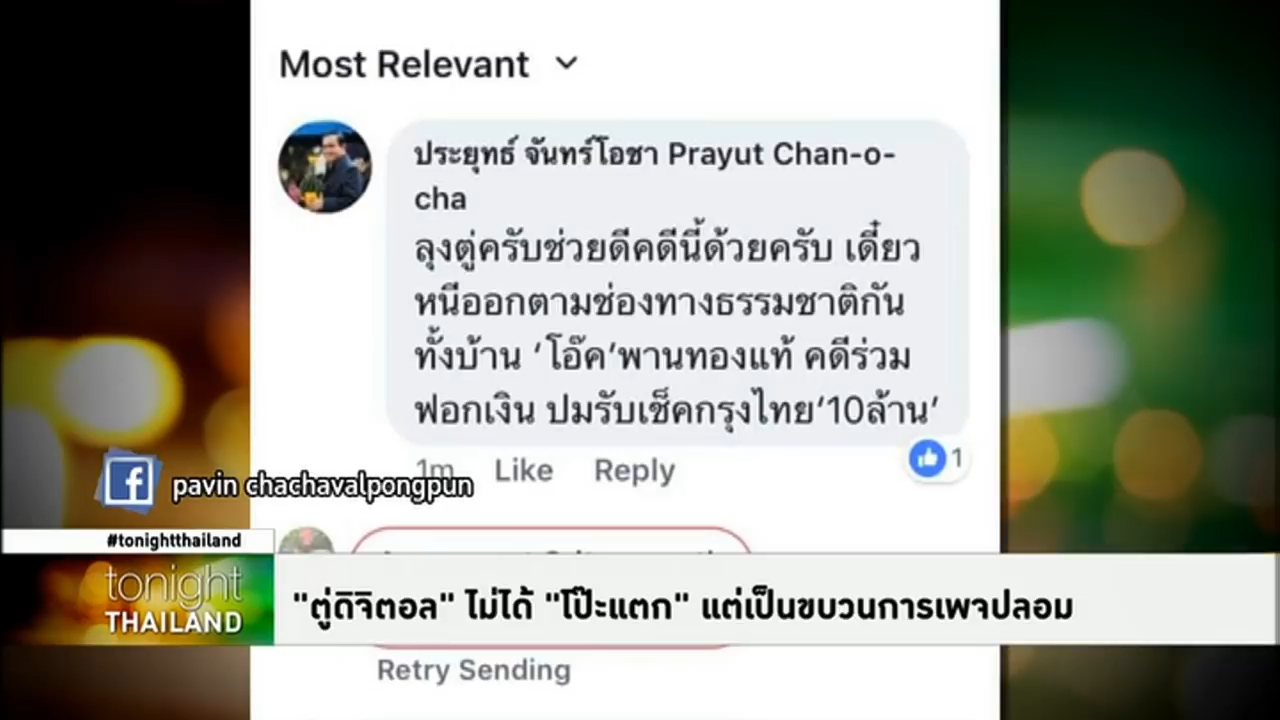 Most Relevant
ประยุทธ์ จันทร์โอชา Prayut Chan-o-
cha
ลุงตู่ครับช่วยดีคดีนี้ด้วยครับ เดี๋ยว
หนีออกตามช่องทางธรรมชาติกัน
ทั้งบ้าน ‘โอ๊ค‘พานทองแท้ คดีร่วม
ฟอกเงิน ปมรับเช็คกรุงไทย‘10ล้าน‘
1m Like Reply
1
pavin chachavalpongpun
#tonightthailand
tonight
THAILAND
"ตู่ดิจิตอล" ไม่ได้ "โป๊ะแตก" แต่เป็นขบวนการเพจปลอม
Retry Sending